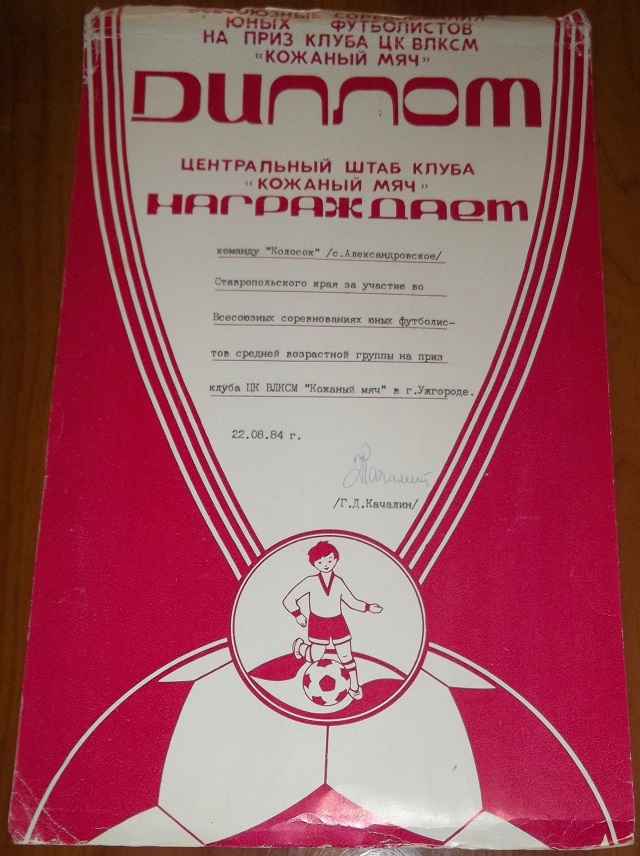 ВСЕСОЮЗНЫЕ СОРЕВНОВАНИЯ
ЮНЫХ ФУТБОЛИСТОВ
НА ПРИЗ КЛУБА ЦК ВЛКСМ
«КОЖАНЫЙ МЯЧ»
ДИПЛОМ
ЦЕНТРАЛЬНЫЙ ШТАБ КЛУБА
«КОЖАНЫЙ МЯЧ»
НАГРАЖДАЕТ
команду "Колосок" /с.Александровское/
Ставропольского края за участие во
Всесоюзных соревнованиях юных футболис-
тов средней возрастной группы на приз
клуба ЦК ВЛКСМ "Кожаный мяч" в г.Ужгороде.
22.08.84 г.
/Г.Д.Качалин/